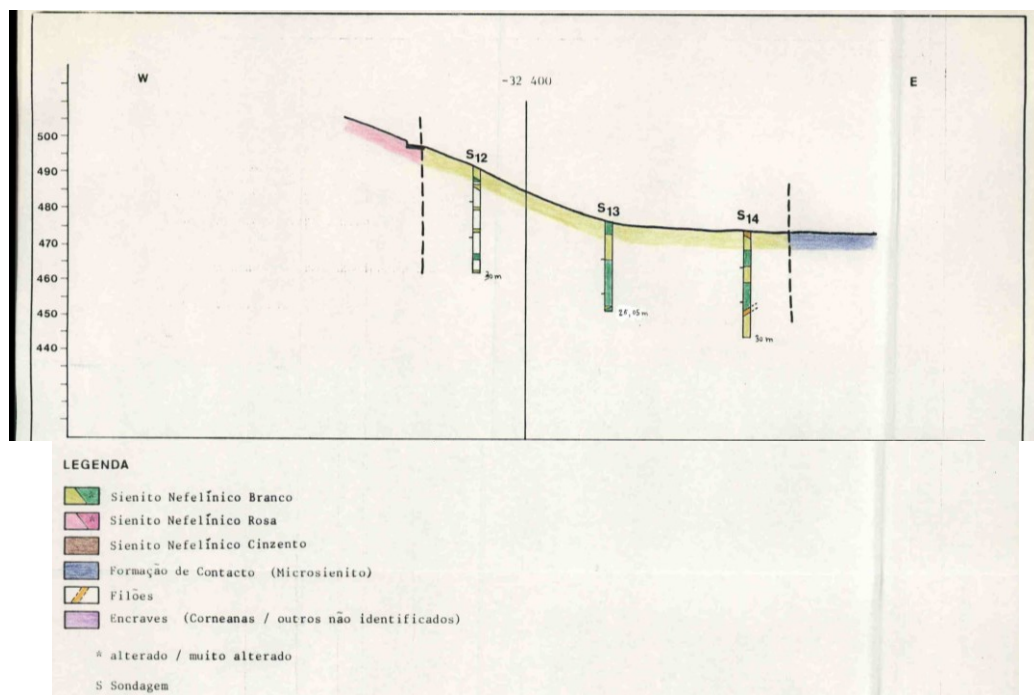 W
-32 400
E
500
490
480
470
460
450
440
S12
S13
S14
30m
30m
LEGENDA
Sienito Nefelínico Branco
Sienito Nefelínico Rosa
Sienito Nefelínico Cinzento
Formação de Contacto (Microsienito)
Filões
Encraves (Corneanas / outros não identificados)
* alterado / muito alterado
S Sondagem